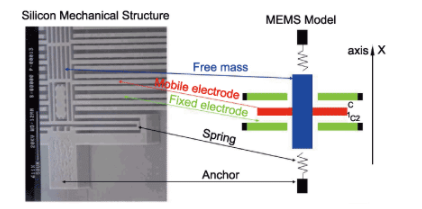 Silicon Mechanical Structure
MEMS Model
axis X
Free mass
Mobile electrode
Fixed electrode
C
C2
Spring
Anchor